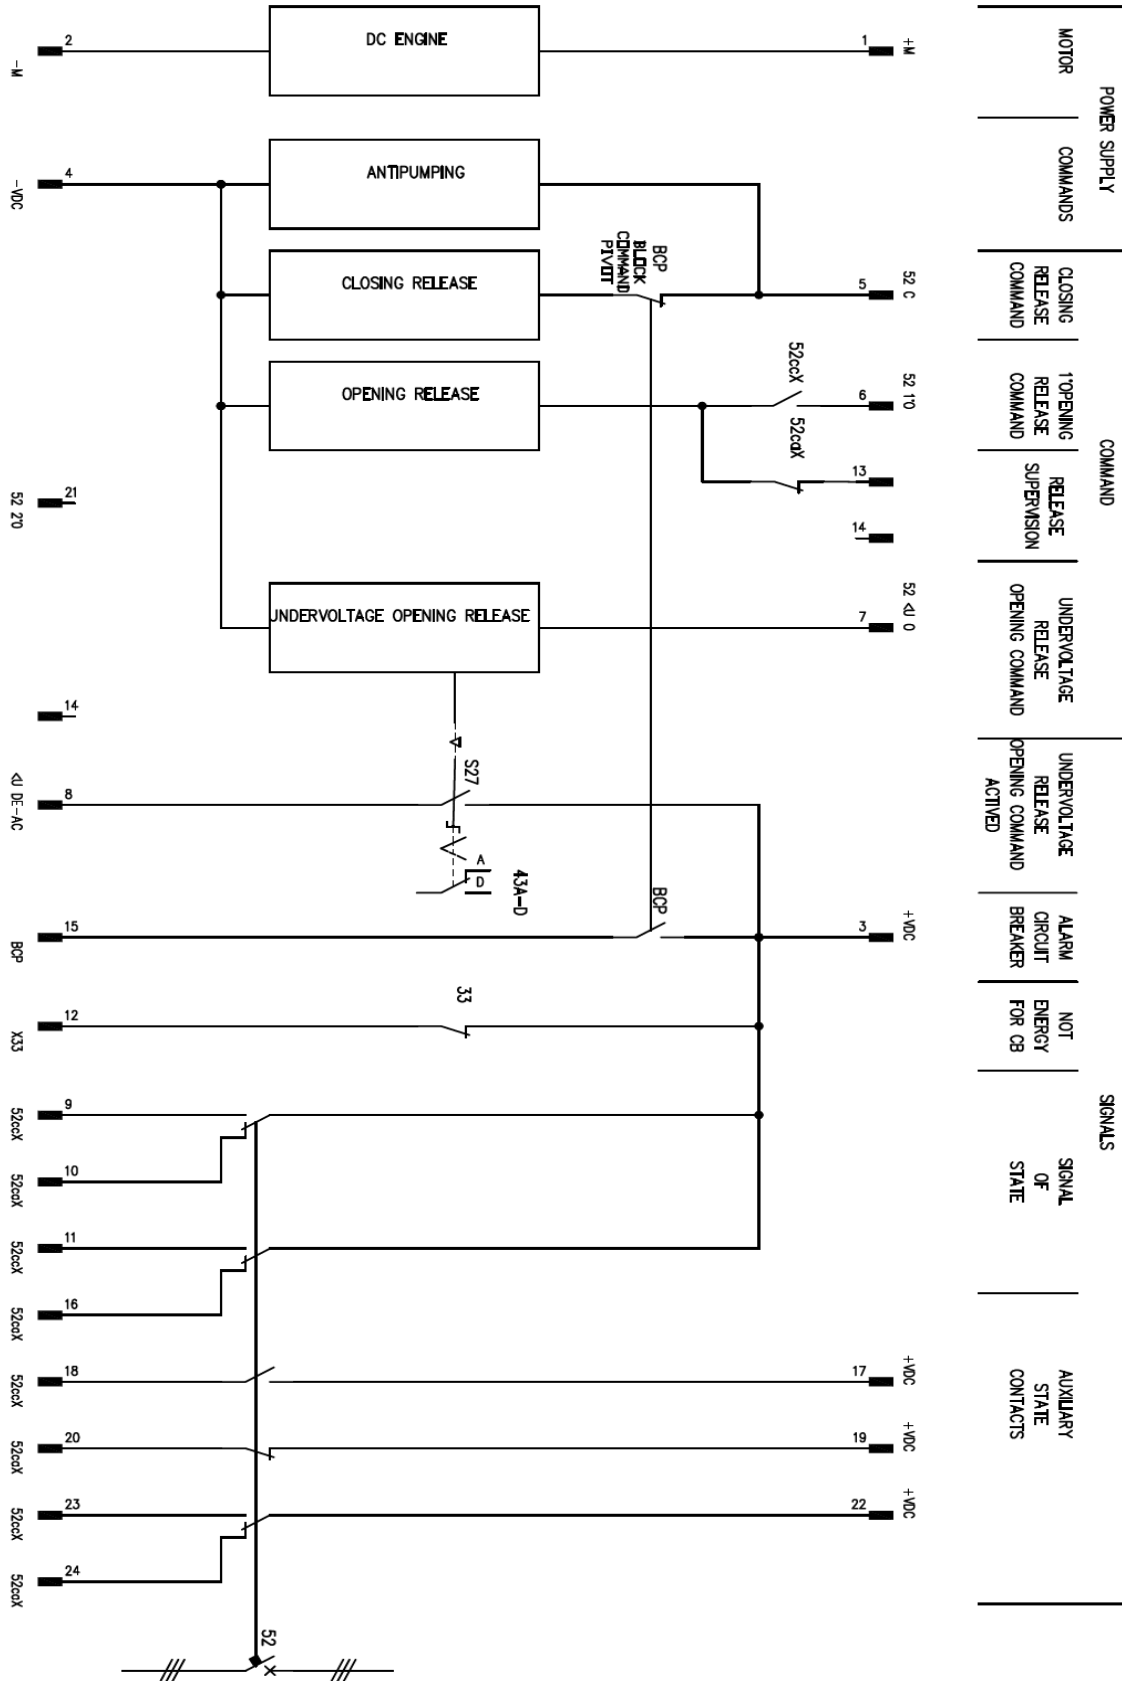 DC ENGINE
2
-M
1
+M
MOTOR
POWER SUPPLY
COMMANDS
ANTIPUMPING
4
-VDC
BCP
BLOCK
COMMAND
PIVOT
CLOSING RELEASE
5
52 C
CLOSING
RELEASE
COMMAND
OPENING RELEASE
52ccX
6
52 1'O
1'OPENING
RELEASE
COMMAND
COMMAND
52caX
13
14
RELEASE
SUPERVISION
21
52 2'O
UNDERVOLTAGE OPENING RELEASE
7
52 <U O
UNDERVOLTAGE
RELEASE
OPENING COMMAND
14
8
<U DE-AC
S27
A
D
43A-D
UNDERVOLTAGE
RELEASE
OPENING COMMAND
ACTIVED
15
BCP
BCP
3
+VDC
ALARM
CIRCUIT
BREAKER
12
X33
33
NOT
ENERGY
FOR CB
SIGNALS
9
52ccX
10
52caX
11
52ccX
16
52caX
SIGNAL
OF
STATE
18
52ccX
17
+VDC
20
52caX
19
+VDC
23
52ccX
22
+VDC
24
52caX
AUXILIARY
STATE
CONTACTS
52